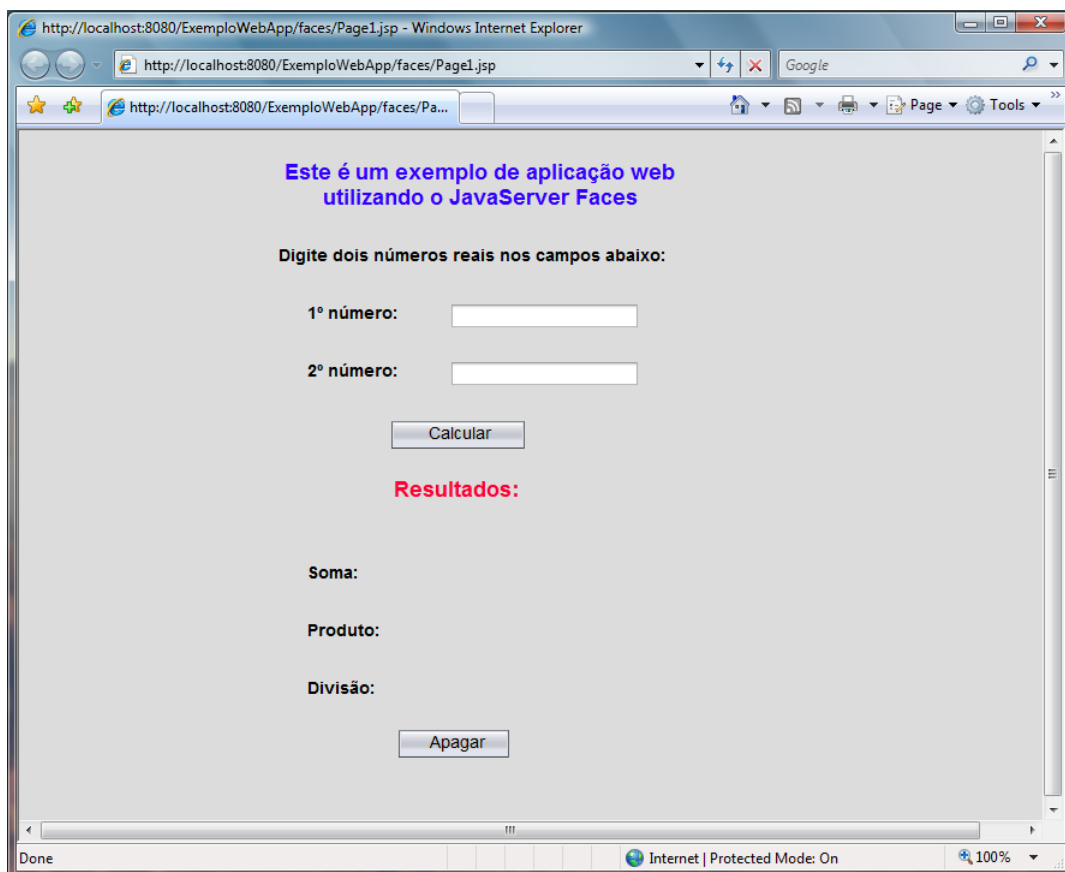 http://localhost:8080/ExemploWebApp/faces/Page1.jsp - Windows Internet Explorer
http://localhost:8080/ExemploWebApp/faces/Page1.jsp
Google
http://localhost:8080/ExemploWebApp/faces/Pa...
Page
Tools
Este é um exemplo de aplicação web
utilizando o JavaServer Faces
Digite dois números reais nos campos abaixo:
1º número:
2º número:
Calcular
Resultados:
Soma:
Produto:
Divisão:
Apagar
Done
Internet | Protected Mode: On
100%